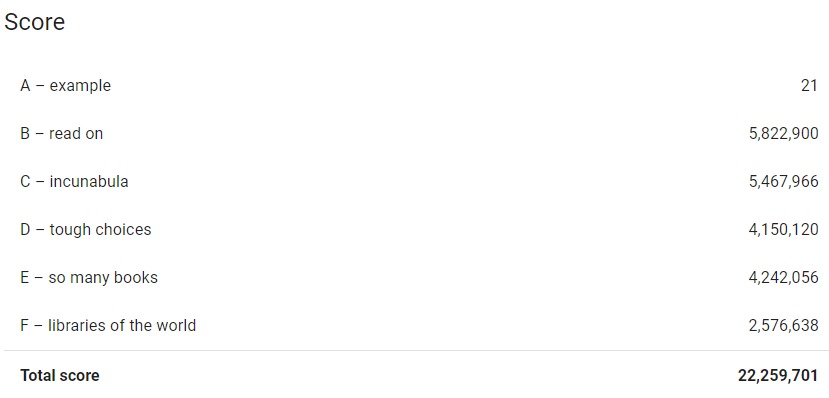 Score
A – example 21
B – read on 5,822,900
C – incunabula 5,467,966
D – tough choices 4,150,120
E – so many books 4,242,056
F – libraries of the world 2,576,638
Total score 22,259,701